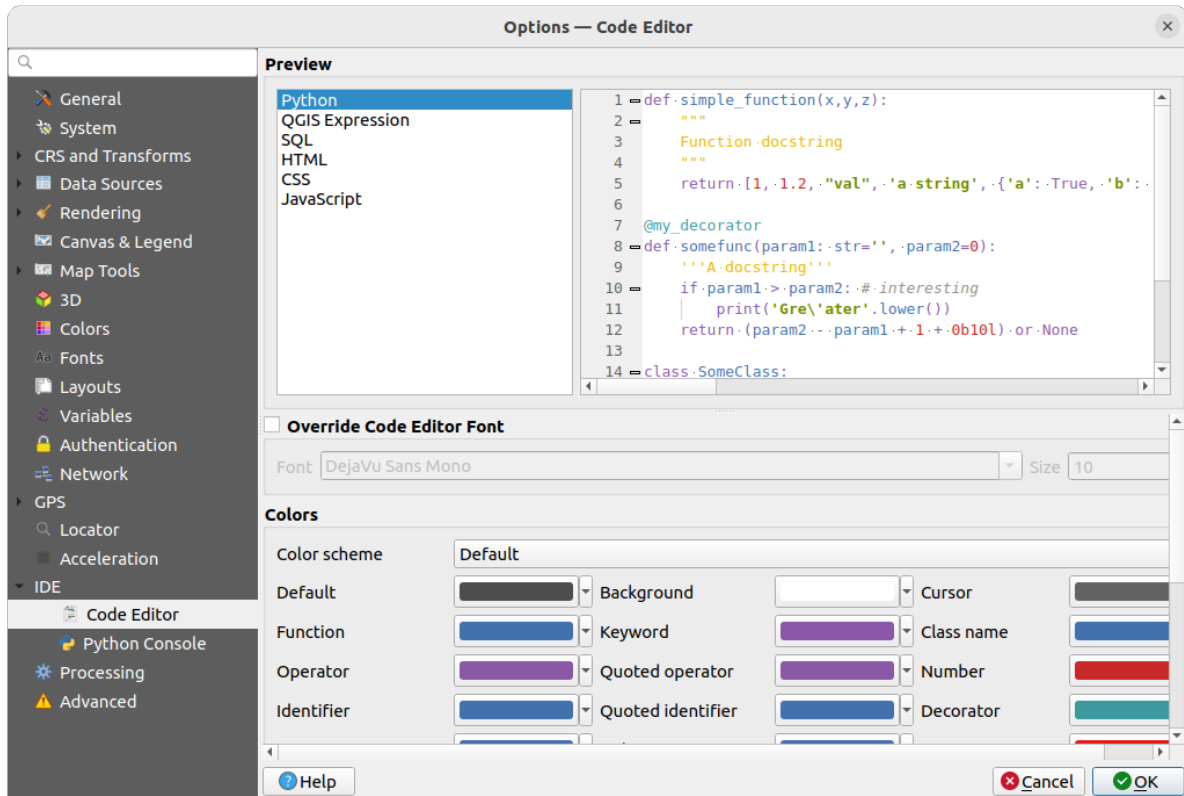 Options — Code Editor
General
System
CRS and Transforms
Data Sources
Rendering
Canvas & Legend
Map Tools
3D
Colors
Aa Fonts
Layouts
ε Variables
Authentication
Network
GPS
Locator
Acceleration
IDE
Code Editor
Python Console
Processing
Advanced
Preview
Python
QGIS Expression
SQL
HTML
CSS
JavaScript
1 def·simple_function(x,y,z):
2 """
3 Function·docstring
4 """
5 return·[1,·1.2,·"val",·'a·string',·{'a':·True,·'b':·
6
7 @my_decorator
8 def·somefunc(param1:·str='',·param2=0):
9 '''A·docstring'''
10 if·param1·>·param2:·#·interesting
11 print('Gre\'ater'.lower())
12 return·(param2·-·param1·+·1·+·0b10l)·or·None
13
14 class·SomeClass:
Override Code Editor Font
Font DejaVu Sans Mono Size 10
Colors
Color scheme Default
Default Background Cursor
Function Keyword Class name
Operator Quoted operator Number
Identifier Quoted identifier Decorator
Help Cancel OK